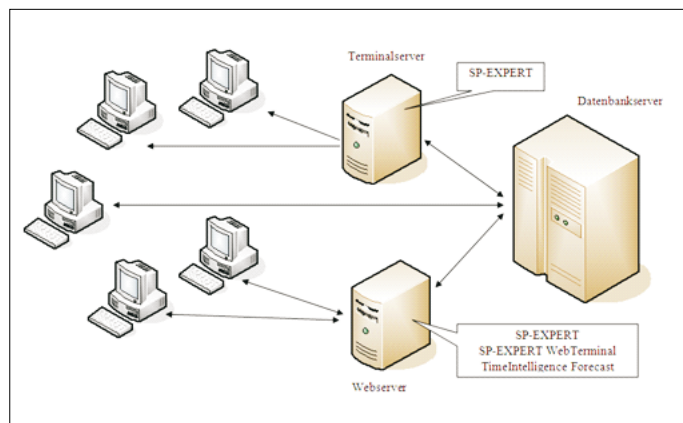 Terminalserver
SP-EXPERT
Datenbankserver
SP-EXPERT
SP-EXPERT WebTerminal
TimeIntelligence Forecast
Webserver